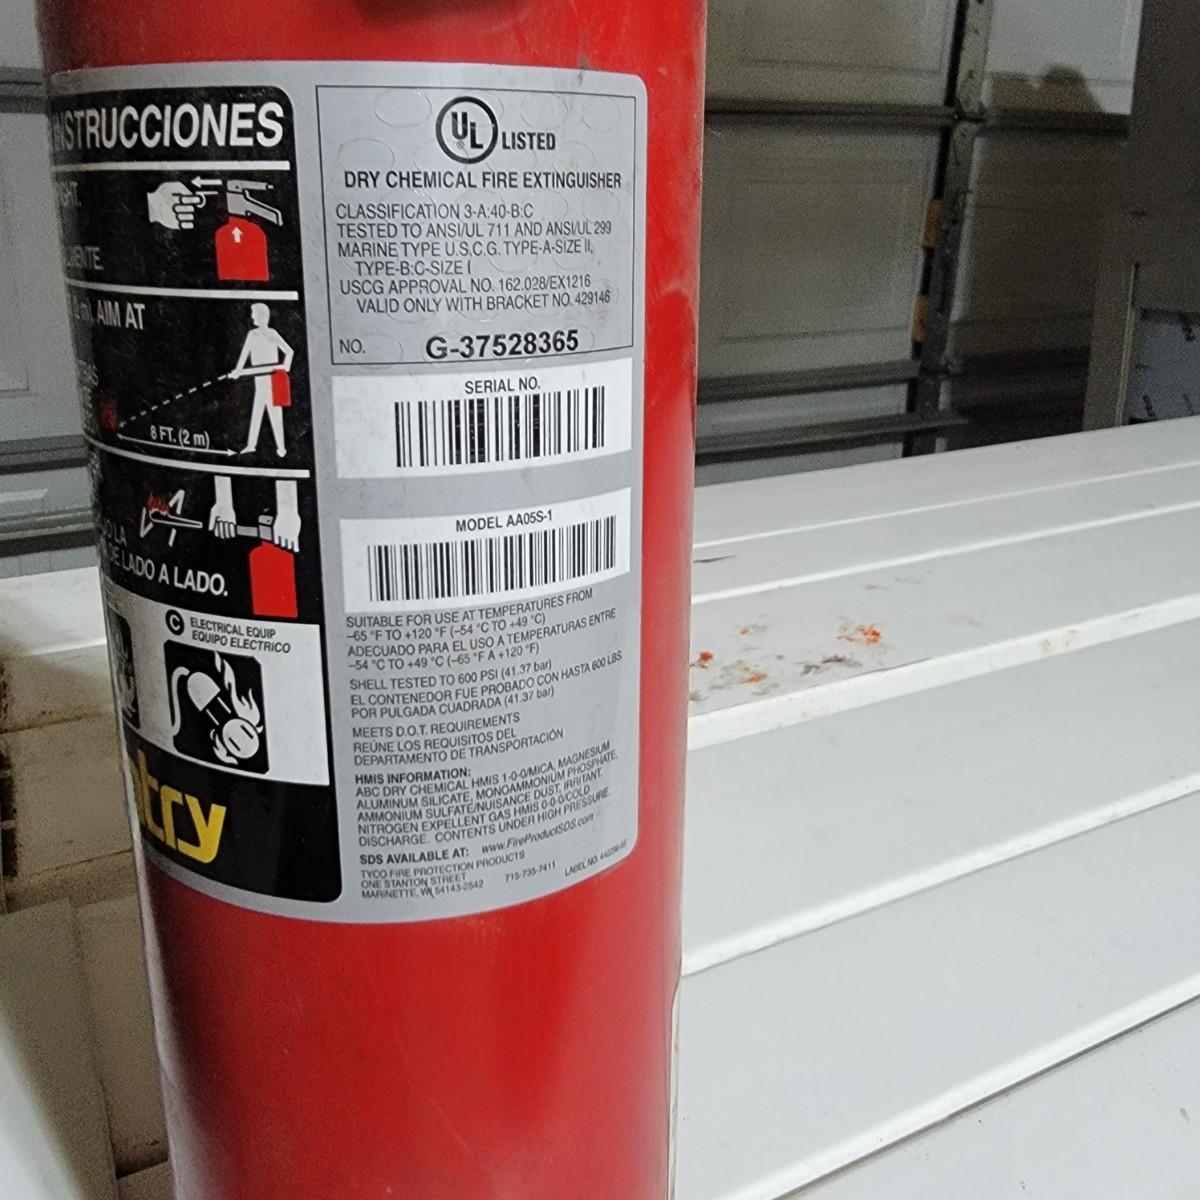 INSTRUCCIONES
AIM AT
8 FT. (2 m)
DE LADO A LADO.
C ELECTRICAL EQUIP
EQUIPO ELECTRICO
try
UL LISTED
DRY CHEMICAL FIRE EXTINGUISHER
CLASSIFICATION 3-A:40-B:C
TESTED TO ANSI/UL 711 AND ANSI/UL 299
MARINE TYPE U.S.C.G. TYPE-A-SIZE II,
TYPE-B:C-SIZE I
USCG APPROVAL NO. 162.028/EX1216
VALID ONLY WITH BRACKET NO. 429146
NO. G-37528365
SERIAL NO.
MODEL AA05S-1
SUITABLE FOR USE AT TEMPERATURES FROM
–65 °F TO +120 °F (–54 °C TO +49 °C)
ADECUADO PARA EL USO A TEMPERATURAS ENTRE
–54 °C TO +49 °C (–65 °F A +120 °F)
SHELL TESTED TO 600 PSI (41.37 bar)
EL CONTENEDOR FUE PROBADO CON HASTA 600 LBS
POR PULGADA CUADRADA (41.37 bar)
MEETS D.O.T. REQUIREMENTS
REÚNE LOS REQUISITOS DEL
DEPARTAMENTO DE TRANSPORTACIÓN
HMIS INFORMATION:
ABC DRY CHEMICAL HMIS 1-0-0/MICA, MAGNESIUM
ALUMINUM SILICATE, MONOAMMONIUM PHOSPHATE,
AMMONIUM SULFATE/NUISANCE DUST, IRRITANT.
NITROGEN EXPELLENT GAS HMIS 0-0-0/COLD
DISCHARGE. CONTENTS UNDER HIGH PRESSURE.
SDS AVAILABLE AT: www.FireProductSDS.com
TYCO FIRE PROTECTION PRODUCTS
ONE STANTON STREET 715-735-7411
MARINETTE, WI 54143-2542 LABEL NO.